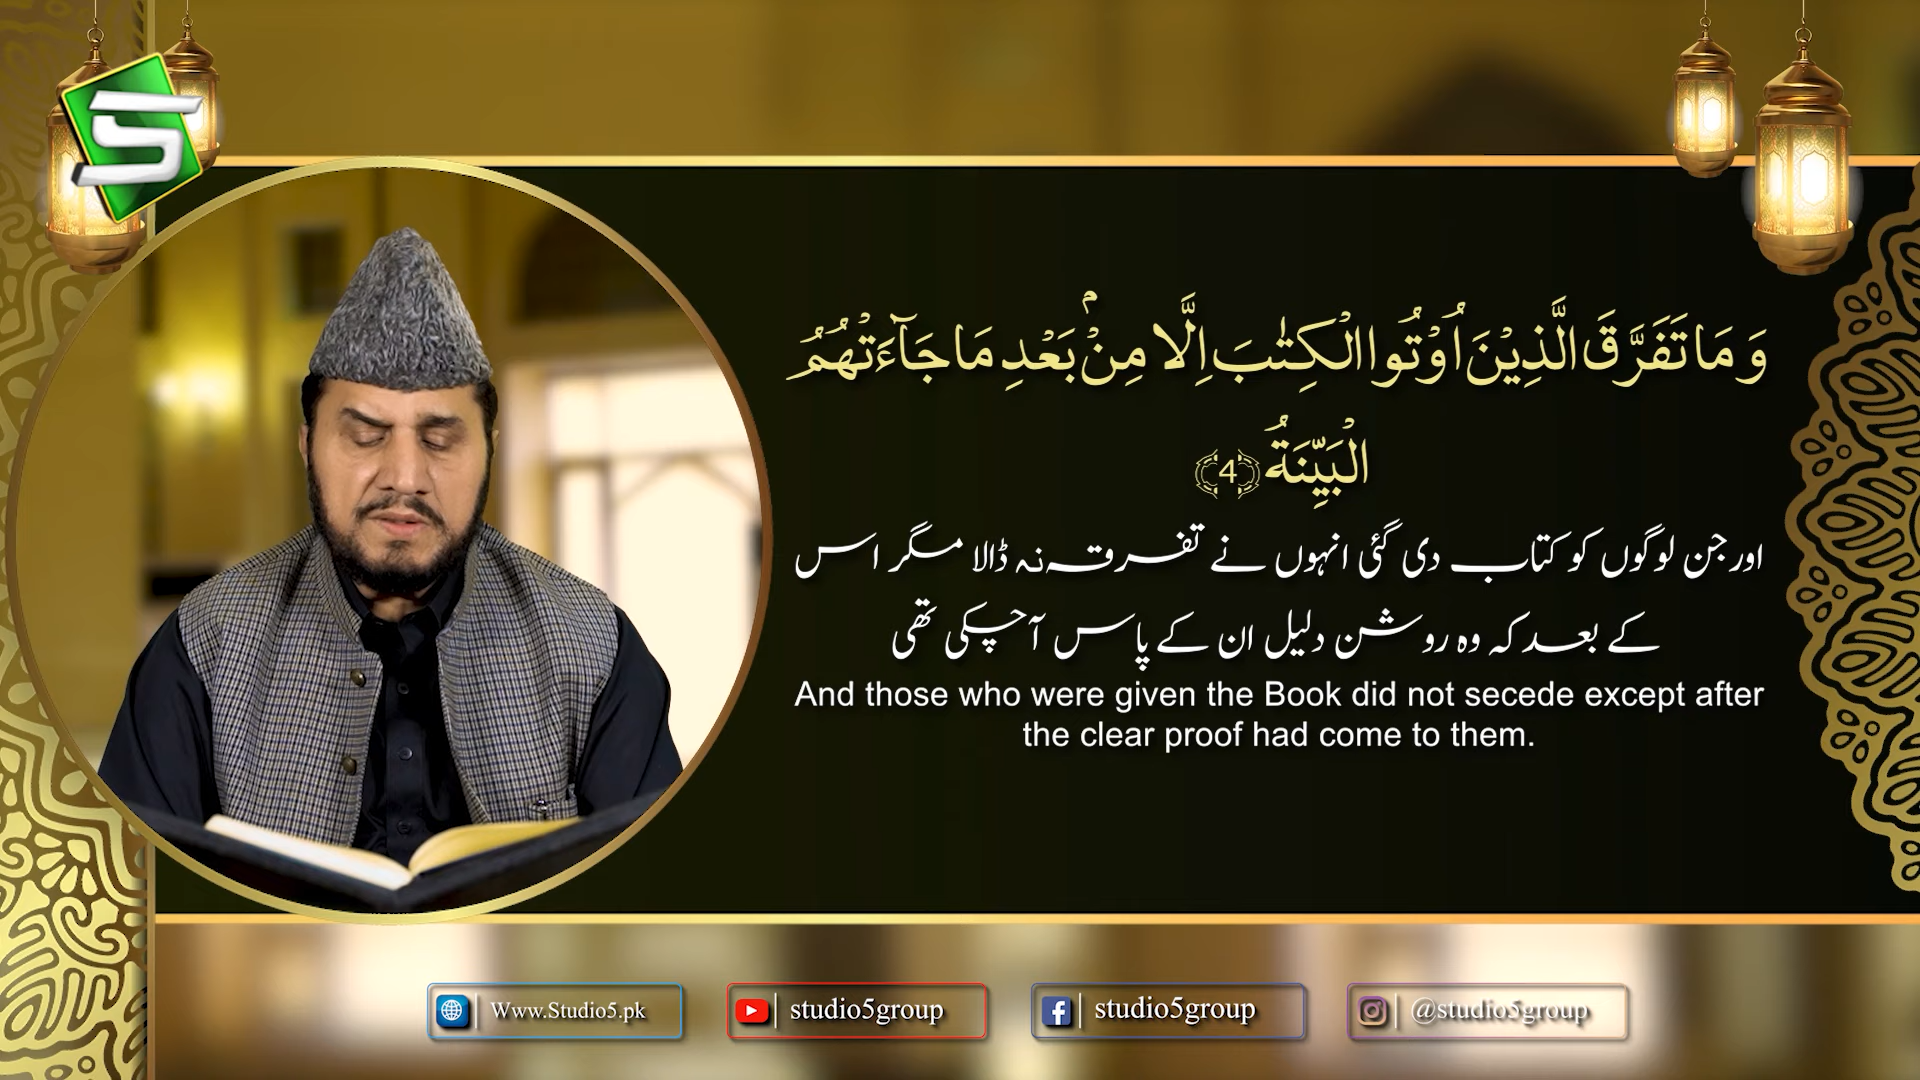 S
وَ مَا تَفَرَّقَ الَّذِیْنَ اُوْتُوا الْكِتٰبَ اِلَّا مِنْۢ بَعْدِ مَا جَآءَتْهُمُ
الْبَیِّنَةُ ﴿4﴾
اور جن لوگوں کو کتاب دی گئی انہوں نے تفرقہ نہ ڈالا مگر اس
کے بعد کہ وہ روشن دلیل ان کے پاس آ چکی تھی
And those who were given the Book did not secede except after
the clear proof had come to them.
Www.Studio5.pk
studio5group
studio5group
@studio5group